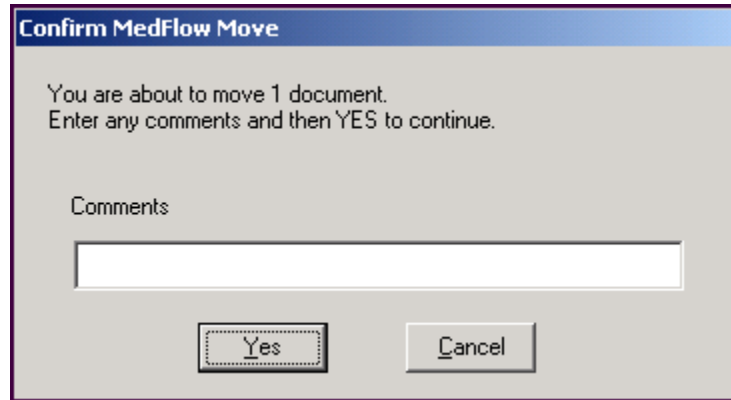 Confirm MedFlow Move
You are about to move 1 document.
Enter any comments and then YES to continue.
Comments
Yes Cancel